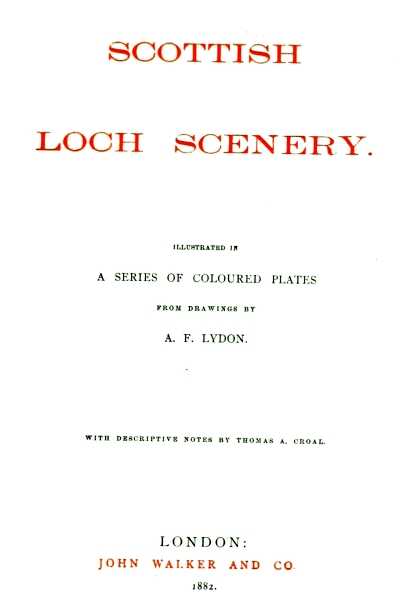 SCOTTISH
LOCH SCENERY.
ILLUSTRATED IN
A SERIES OF COLOURED PLATES
FROM DRAWINGS BY
A. F. LYDON.
WITH DESCRIPTIVE NOTES BY THOMAS A. CROAL.
LONDON:
JOHN WALKER AND CO.
1882.